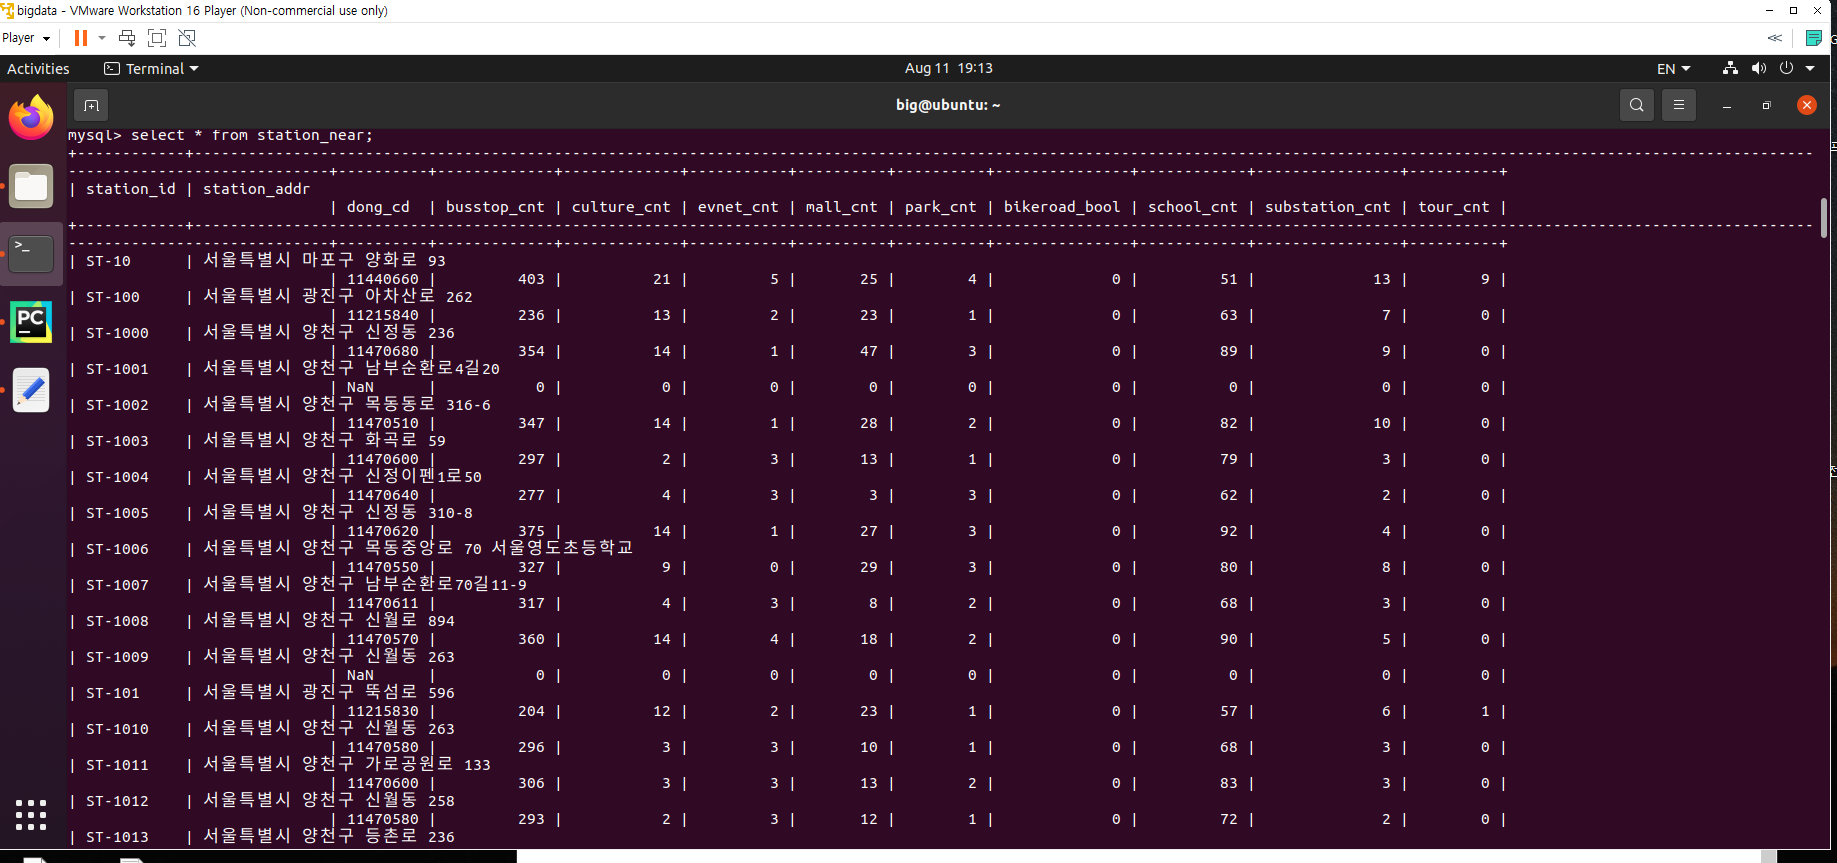 bigdata - VMware Workstation 16 Player (Non-commercial use only)
Player
Activities Terminal Aug 11 19:13 EN
big@ubuntu: ~
mysql> select * from station_near;
| station_id | station_addr
| dong_cd | busstop_cnt | culture_cnt | evnet_cnt | mall_cnt | park_cnt | bikeroad_bool | school_cnt | substation_cnt | tour_cnt |
| ST-10 | 서울특별시 마포구 양화로 93
| 11440660 | 403 | 21 | 5 | 25 | 4 | 0 | 51 | 13 | 9 |
| ST-100 | 서울특별시 광진구 아차산로 262
| 11215840 | 236 | 13 | 2 | 23 | 1 | 0 | 63 | 7 | 0 |
| ST-1000 | 서울특별시 양천구 신정동 236
| 11470680 | 354 | 14 | 1 | 47 | 3 | 0 | 89 | 9 | 0 |
| ST-1001 | 서울특별시 양천구 남부순환로4길20
| NaN | 0 | 0 | 0 | 0 | 0 | 0 | 0 | 0 | 0 |
| ST-1002 | 서울특별시 양천구 목동동로 316-6
| 11470510 | 347 | 14 | 1 | 28 | 2 | 0 | 82 | 10 | 0 |
| ST-1003 | 서울특별시 양천구 화곡로 59
| 11470600 | 297 | 2 | 3 | 13 | 1 | 0 | 79 | 3 | 0 |
| ST-1004 | 서울특별시 양천구 신정이펜1로50
| 11470640 | 277 | 4 | 3 | 3 | 3 | 0 | 62 | 2 | 0 |
| ST-1005 | 서울특별시 양천구 신정동 310-8
| 11470620 | 375 | 14 | 1 | 27 | 3 | 0 | 92 | 4 | 0 |
| ST-1006 | 서울특별시 양천구 목동중앙로 70 서울영도초등학교
| 11470550 | 327 | 9 | 0 | 29 | 3 | 0 | 80 | 8 | 0 |
| ST-1007 | 서울특별시 양천구 남부순환로70길11-9
| 11470611 | 317 | 4 | 3 | 8 | 2 | 0 | 68 | 3 | 0 |
| ST-1008 | 서울특별시 양천구 신월로 894
| 11470570 | 360 | 14 | 4 | 18 | 2 | 0 | 90 | 5 | 0 |
| ST-1009 | 서울특별시 양천구 신월동 263
| NaN | 0 | 0 | 0 | 0 | 0 | 0 | 0 | 0 | 0 |
| ST-101 | 서울특별시 광진구 뚝섬로 596
| 11215830 | 204 | 12 | 2 | 23 | 1 | 0 | 57 | 6 | 1 |
| ST-1010 | 서울특별시 양천구 신월동 263
| 11470580 | 296 | 3 | 3 | 10 | 1 | 0 | 68 | 3 | 0 |
| ST-1011 | 서울특별시 양천구 가로공원로 133
| 11470600 | 306 | 3 | 3 | 13 | 2 | 0 | 83 | 3 | 0 |
| ST-1012 | 서울특별시 양천구 신월동 258
| 11470580 | 293 | 2 | 3 | 12 | 1 | 0 | 72 | 2 | 0 |
| ST-1013 | 서울특별시 양천구 등촌로 236
PC